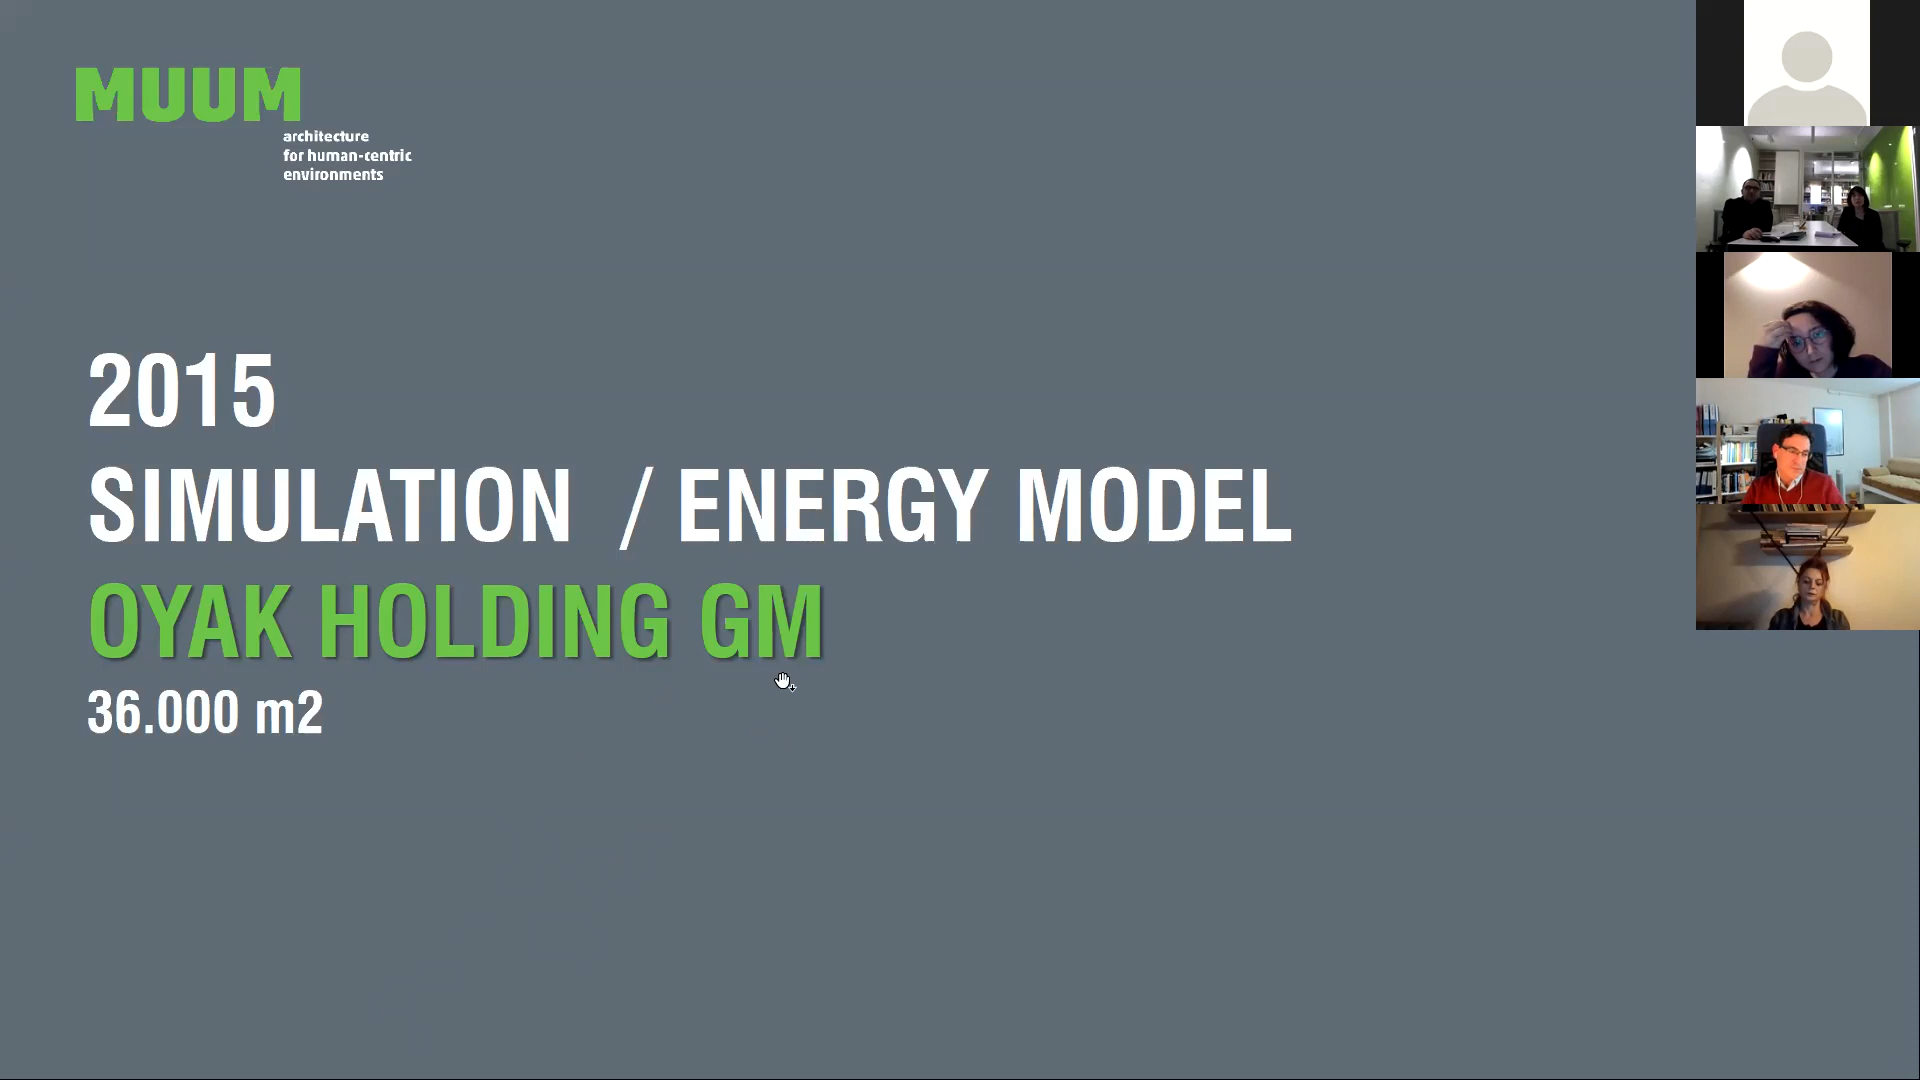 MUUM
architecture
for human-centric
environments
2015
SIMULATION / ENERGY MODEL
OYAK HOLDING GM
36.000 m2